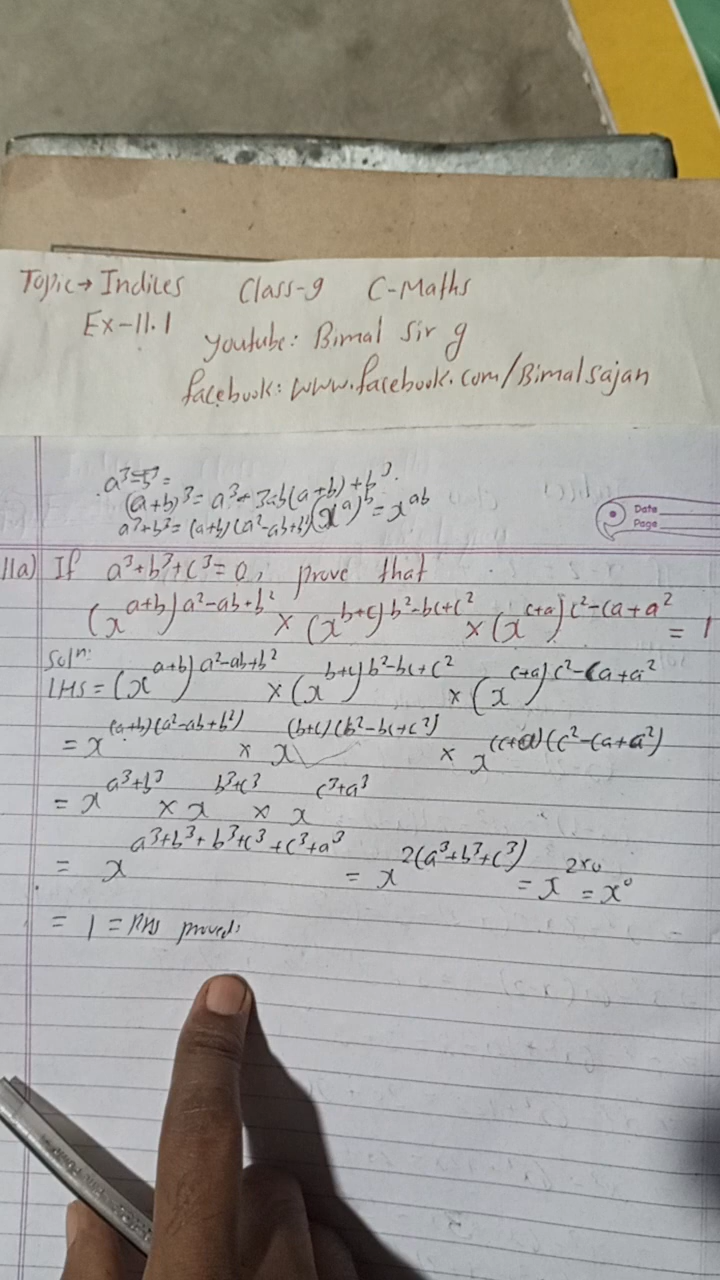 Topic → Indices Class-9 C-Maths
Ex-11.1 youtube: Bimal Sir g
facebook: www.facebook.com/Bimalsajan
a³-b³=
(a+b)³ = a³+3ab(a+b)+b³.
a³+b³=(a+b)(a²-ab+b²) (x^a)^b = x^ab
Date
Page
11a) If a³+b³+c³=0, prove that
(x^a+b)^a²-ab+b² × (x^b+c)^b²-bc+c² × (x^c+a)^c²-ca+a² = 1
Solⁿ:
LHS = (x^a+b)^a²-ab+b² × (x^b+c)^b²-bc+c² × (x^c+a)^c²-ca+a²
= x^(a+b)(a²-ab+b²) × x^(b+c)(b²-bc+c²) × x^(c+a)(c²-ca+a²)
= x^a³+b³ × x^b³+c³ × x^c³+a³
= x^a³+b³+b³+c³+c³+a³ = x^2(a³+b³+c³) = x^2×0 = x⁰
= 1 = RHS proved.